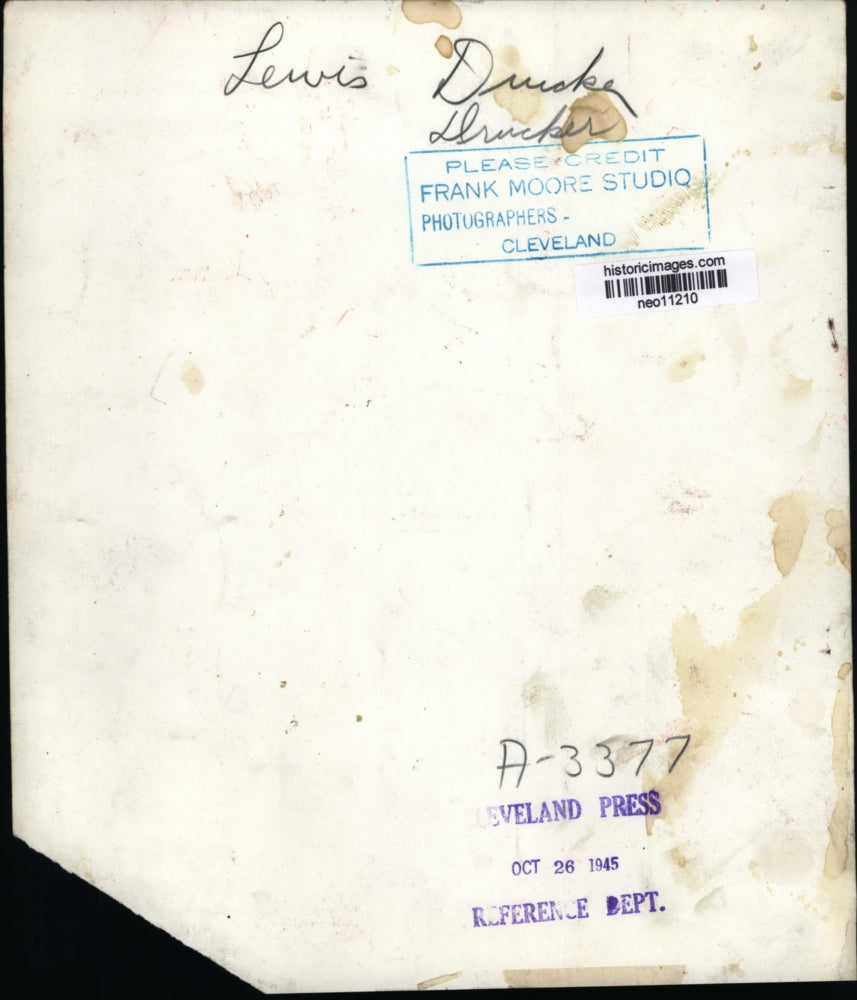 Lewis Drucker
Drucker
PLEASE CREDIT
FRANK MOORE STUDIO
PHOTOGRAPHERS -
CLEVELAND
historicimages.com
neo11210
A-3377
CLEVELAND PRESS
OCT 26 1945
REFERENCE DEPT.